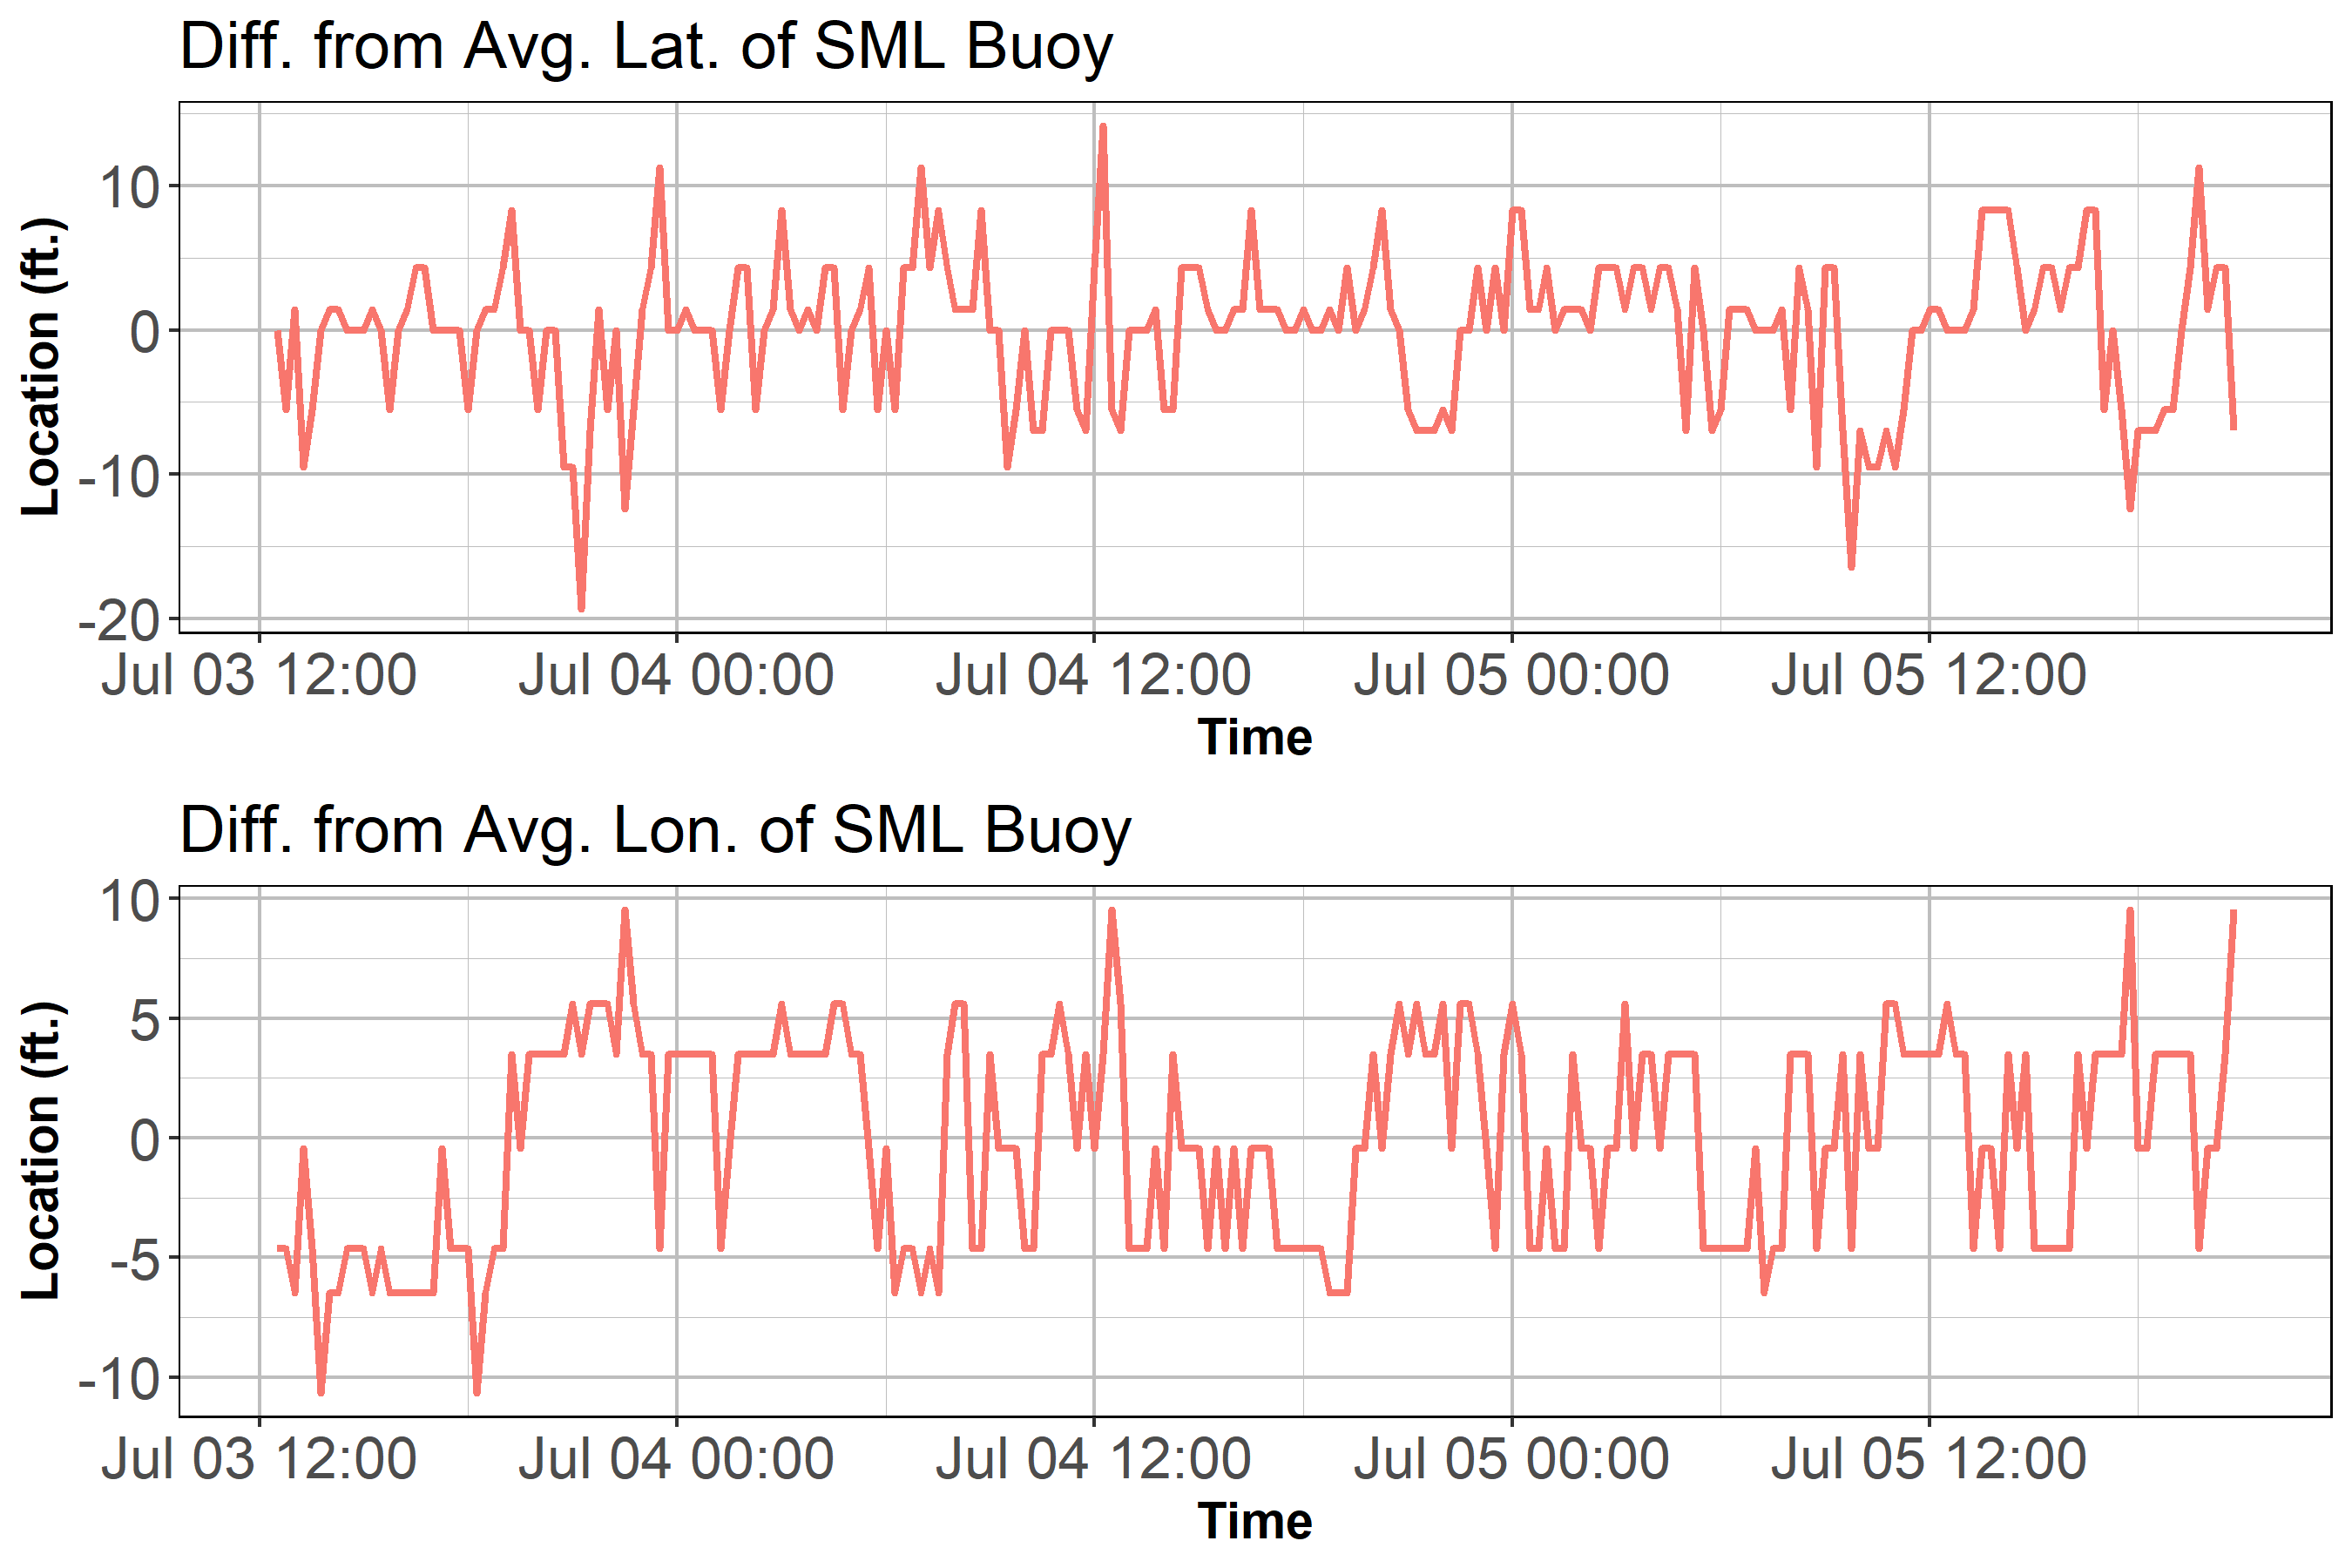 Diff. from Avg. Lat. of SML Buoy
Location (ft.)
10
0
-10
-20
Jul 03 12:00 Jul 04 00:00 Jul 04 12:00 Jul 05 00:00 Jul 05 12:00
Time
Diff. from Avg. Lon. of SML Buoy
Location (ft.)
10
5
0
-5
-10
Jul 03 12:00 Jul 04 00:00 Jul 04 12:00 Jul 05 00:00 Jul 05 12:00
Time